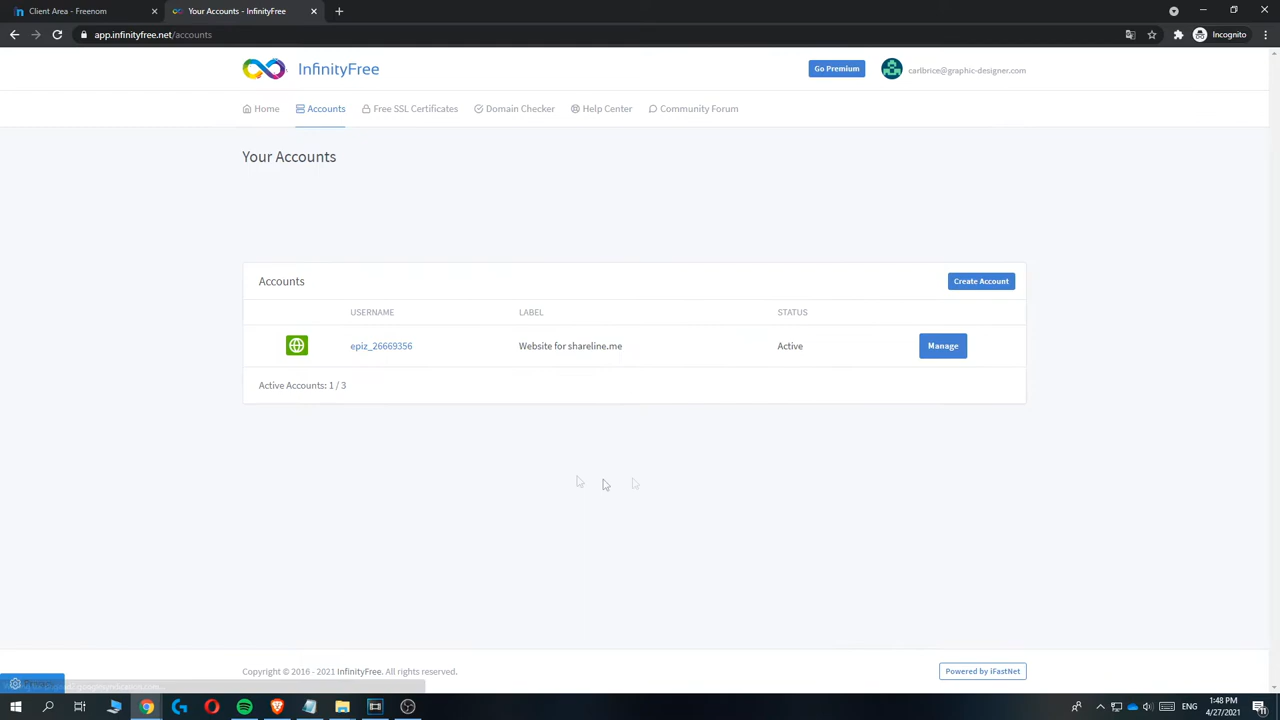 Client Area - Freenom
Your Accounts - InfinityFree
app.infinityfree.net/accounts
Incognito
InfinityFree
Go Premium
carlbrice@graphic-designer.com
Home
Accounts
Free SSL Certificates
Domain Checker
Help Center
Community Forum
Your Accounts
Accounts
Create Account
USERNAME
LABEL
STATUS
epiz_26669356
Website for shareline.me
Active
Manage
Active Accounts: 1 / 3
Copyright © 2016 - 2021 InfinityFree. All rights reserved.
Powered by iFastNet
ENG
1:48 PM
4/27/2021